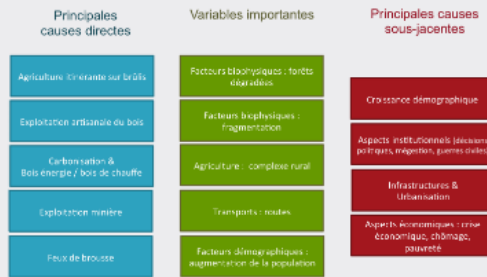 Principales
causes directes
Agriculture itinérante sur brûlis
Exploitation artisanale du bois
Carbonisation &
Bois énergie / bois de chauffe
Exploitation minière
Feux de brousse
Variables importantes
Facteurs biophysiques : forêts
dégradées
Facteurs biophysiques :
fragmentation
Agriculture : complexe rural
Transports : routes
Facteurs démographiques :
augmentation de la population
Principales causes
sous-jacentes
Croissance démographique
Aspects institutionnels (décisions
politiques, mégestion, guerres civiles)
Infrastructures &
Urbanisation
Aspects économiques : crise
économique, chômage,
pauvreté